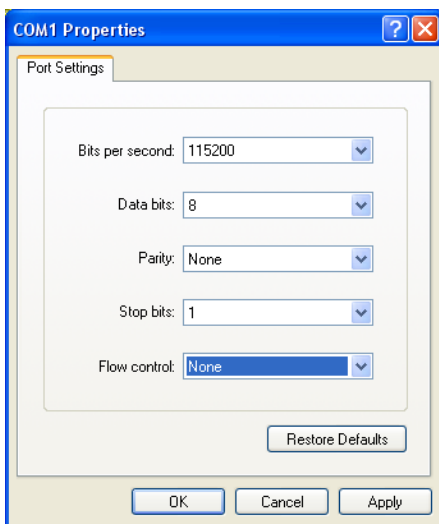 COM1 Properties
Port Settings
Bits per second: 115200
Data bits: 8
Parity: None
Stop bits: 1
Flow control: None
Restore Defaults
OK Cancel Apply